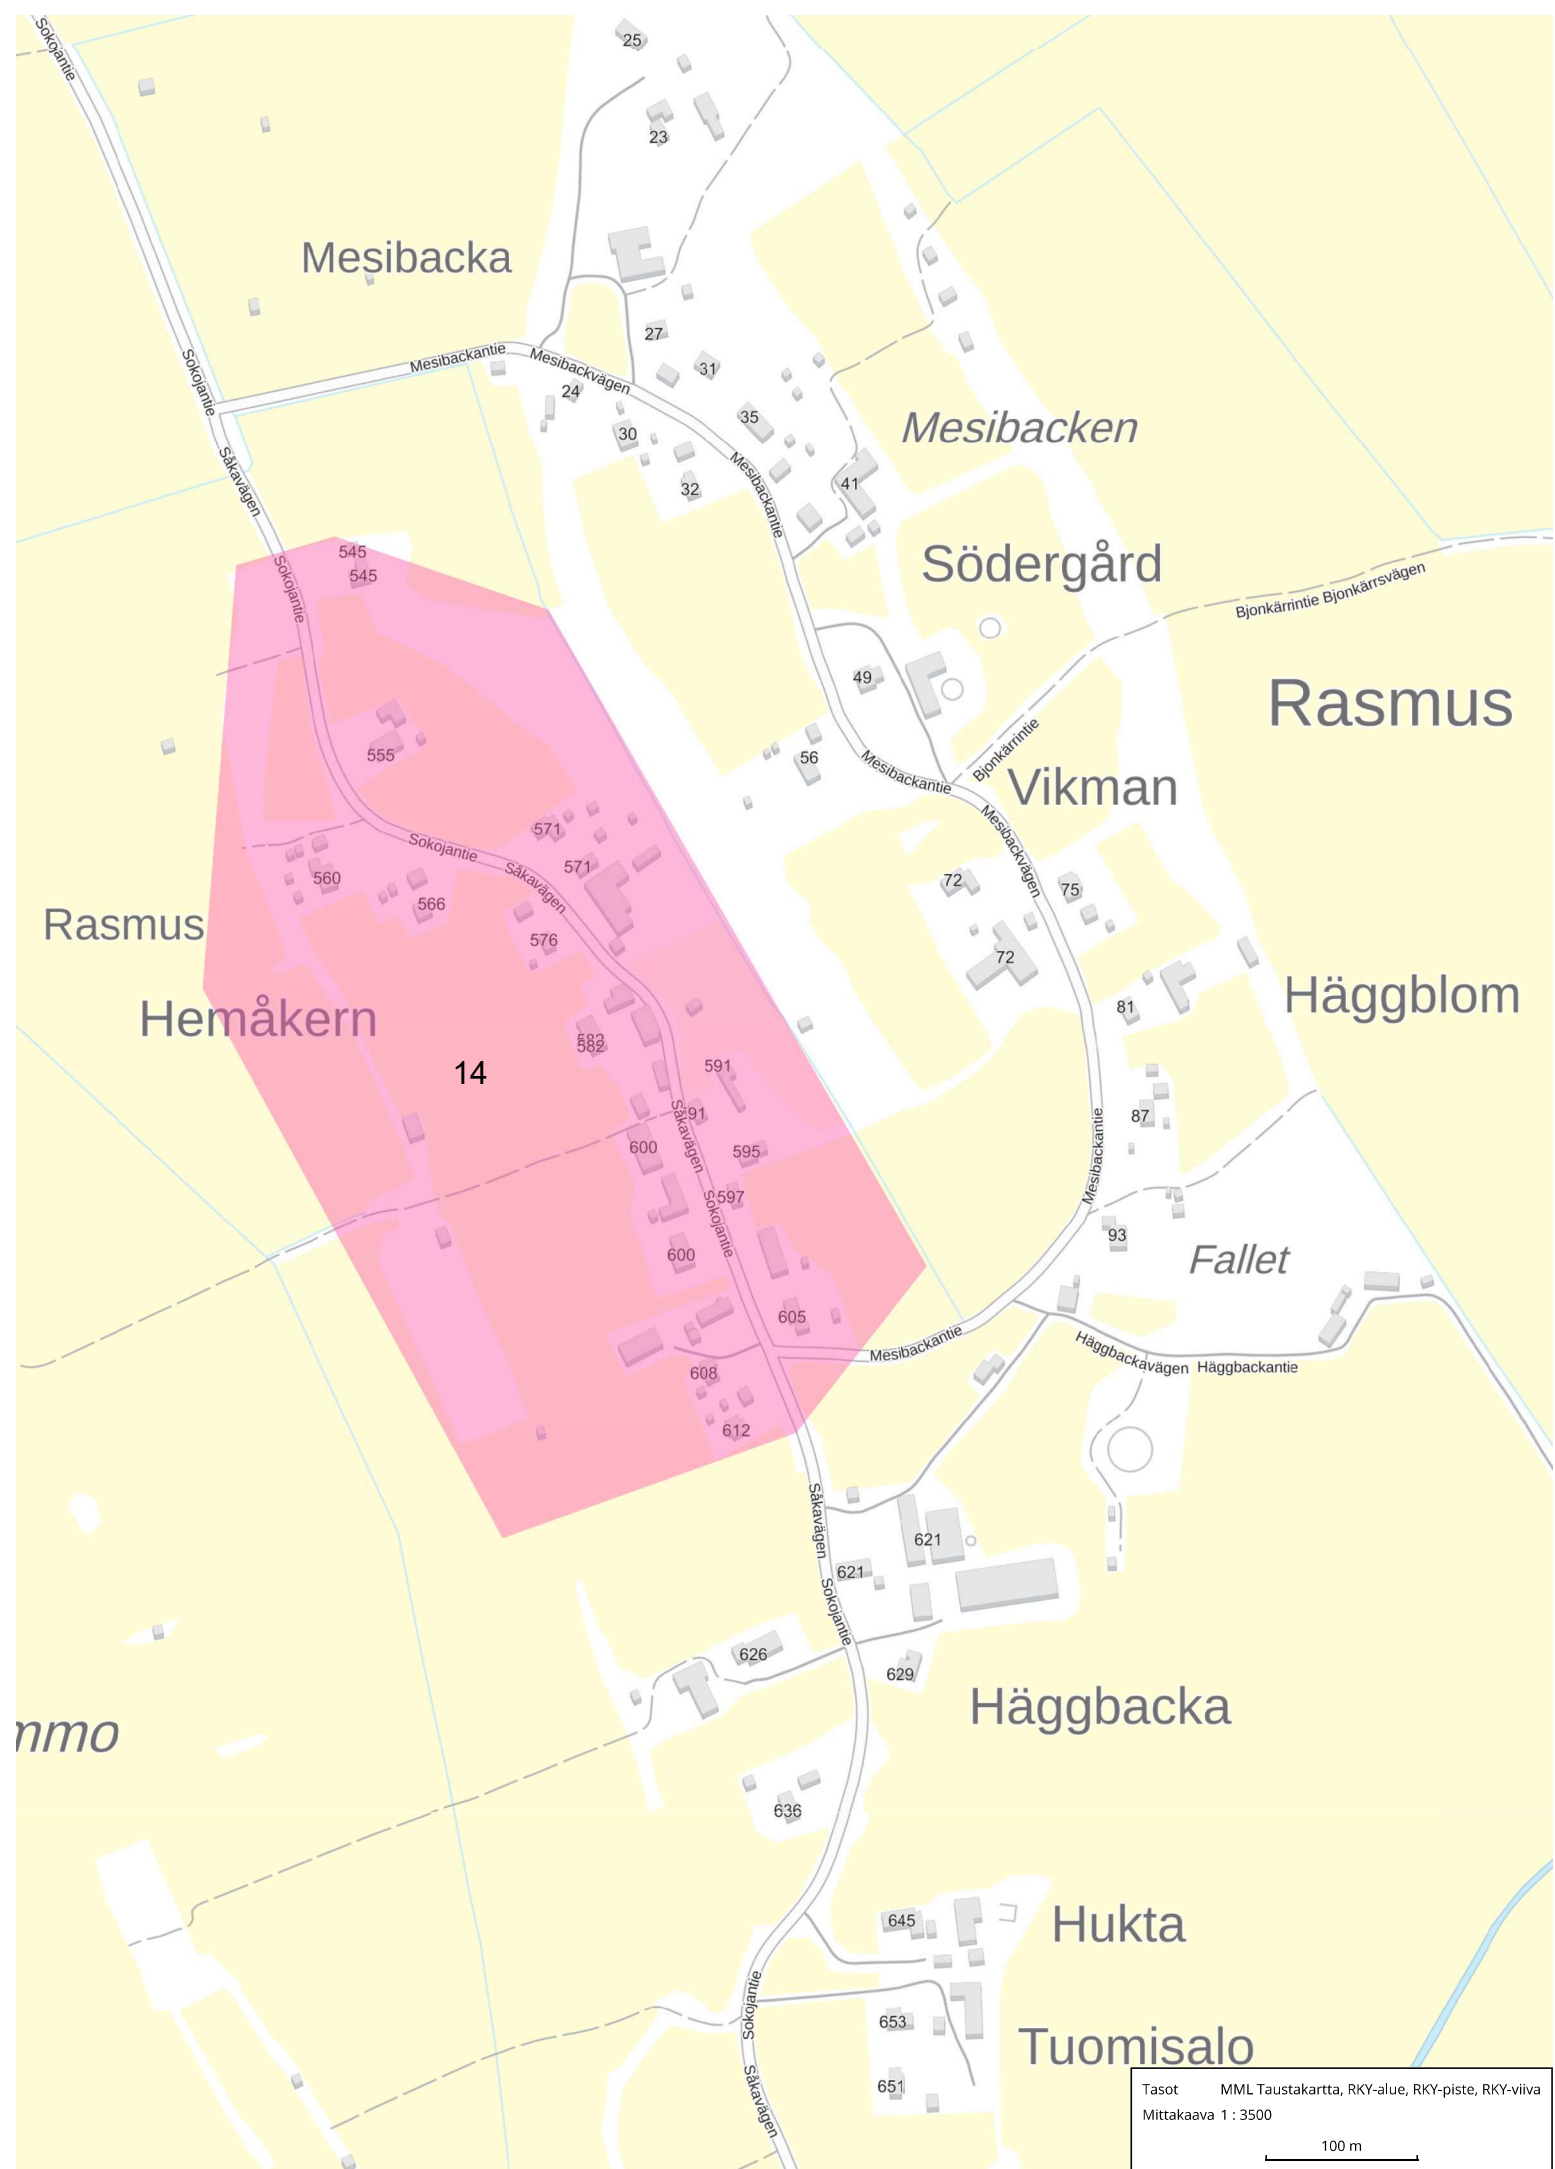 Sokojantie
25
23
Mesibacka
27
Mesibackantie
Mesibackvägen
31
24
Sokojantie
35
30
Mesibacken
Såkavägen
Mesibackantie
32
41
545
545
Sokojantie
Södergård
Bjonkärrintie Bjonkärrsvägen
49
Rasmus
555
56
Mesibackantie
Bjonkärrintie
Vikman
571
Mesibackvägen
Sokojantie
571
Såkavägen
560
566
72
75
Rasmus
576
72
Häggblom
Hemåkern
81
582
582
14
591
591
87
Såkavägen
600
595
Mesibackantie
597
Sokojantie
600
93
Fallet
605
Mesibackantie
608
Häggbackavägen
Häggbackantie
612
Såkavägen
621
621
Sokojantie
626
629
Häggbacka
mmo
636
645
Hukta
Sokojantie
653
Tuomisalo
651
Såkavägen
Tasot MML Taustakartta, RKY-alue, RKY-piste, RKY-viiva
Mittakaava 1 : 3500
100 m